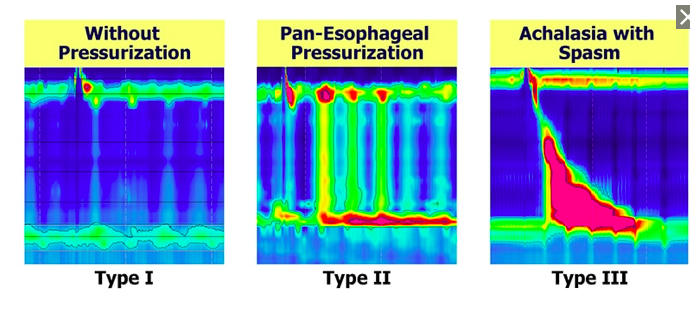 Without
Pressurization
Pan-Esophageal
Pressurization
Achalasia with
Spasm
Type I
Type II
Type III